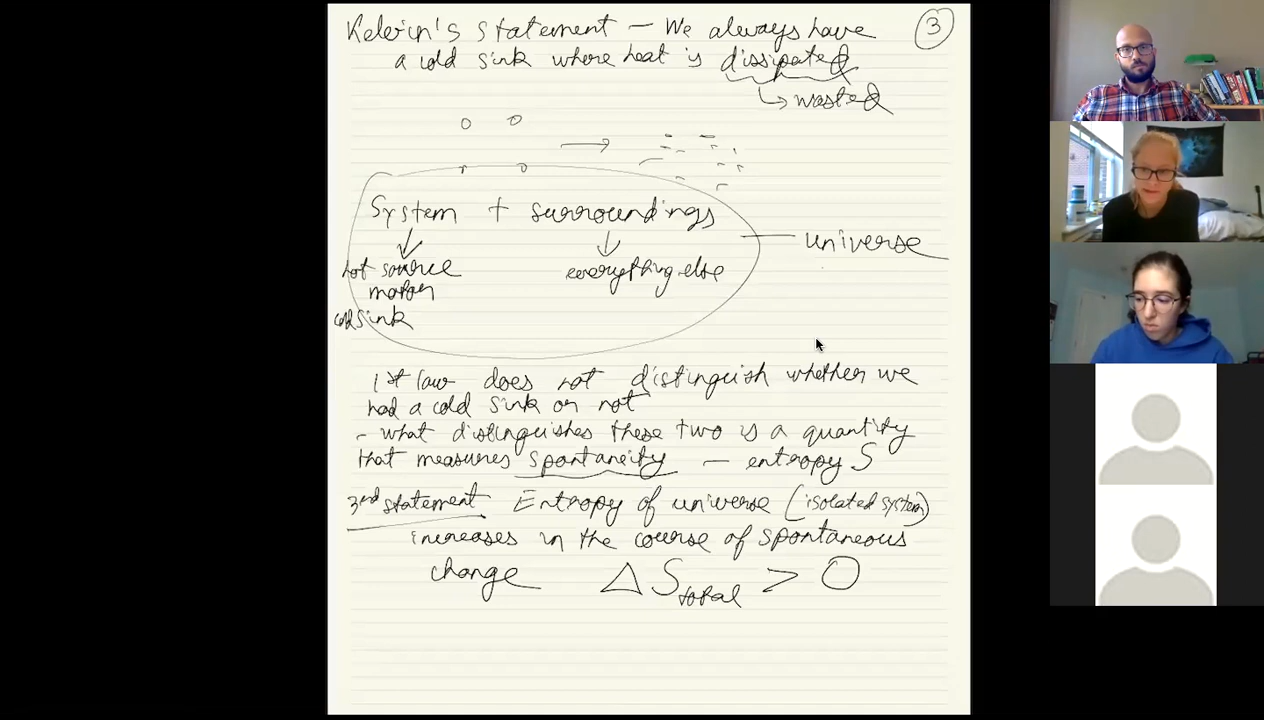 Kelvin's statement — We always have
3
a cold sink where heat is dissipated
↳ wasted
System + surroundings
universe
hot source
everything else
motor
cold sink
1st law does not distinguish whether we
had a cold sink or not
- what distinguishes these two is a quantity
that measures spontaneity — entropy S
3rd statement Entropy of universe (isolated system)
increases in the course of spontaneous
change ΔS total > 0